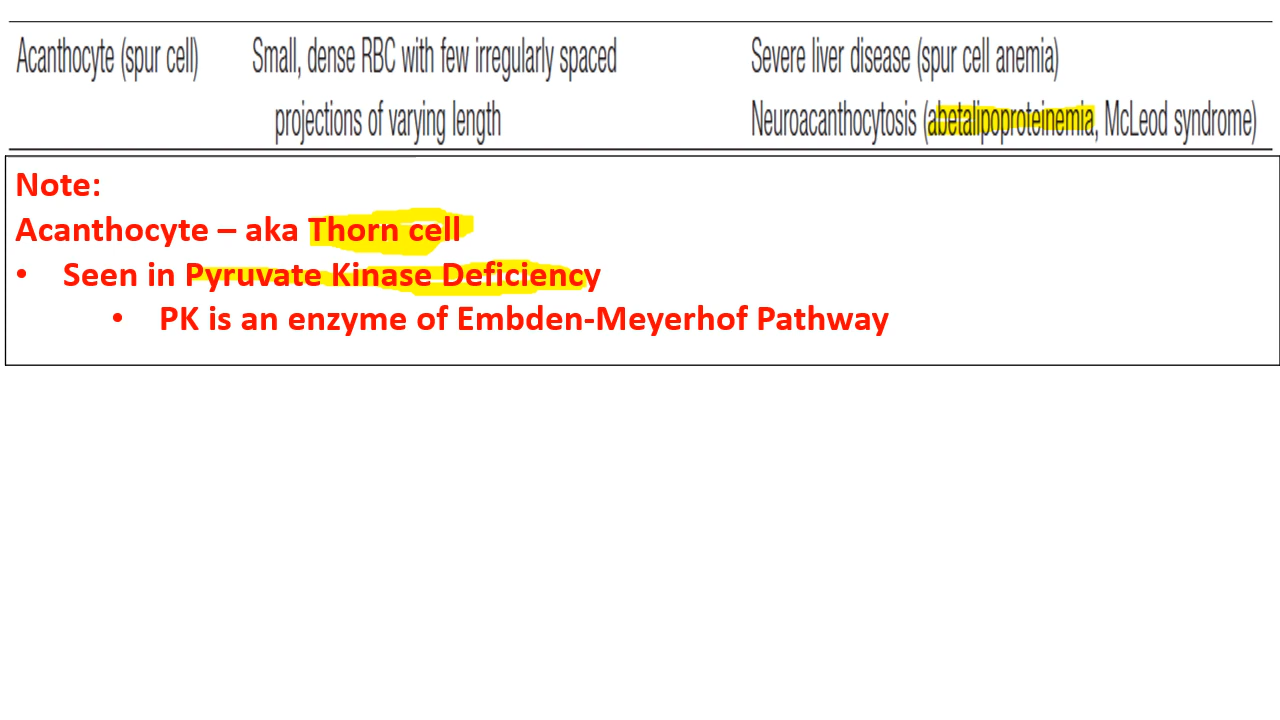 Acanthocyte (spur cell) Small, dense RBC with few irregularly spaced Severe liver disease (spur cell anemia)
projections of varying length Neuroacanthocytosis (abetalipoproteinemia, McLeod syndrome)
Note:
Acanthocyte – aka Thorn cell
• Seen in Pyruvate Kinase Deficiency
• PK is an enzyme of Embden-Meyerhof Pathway